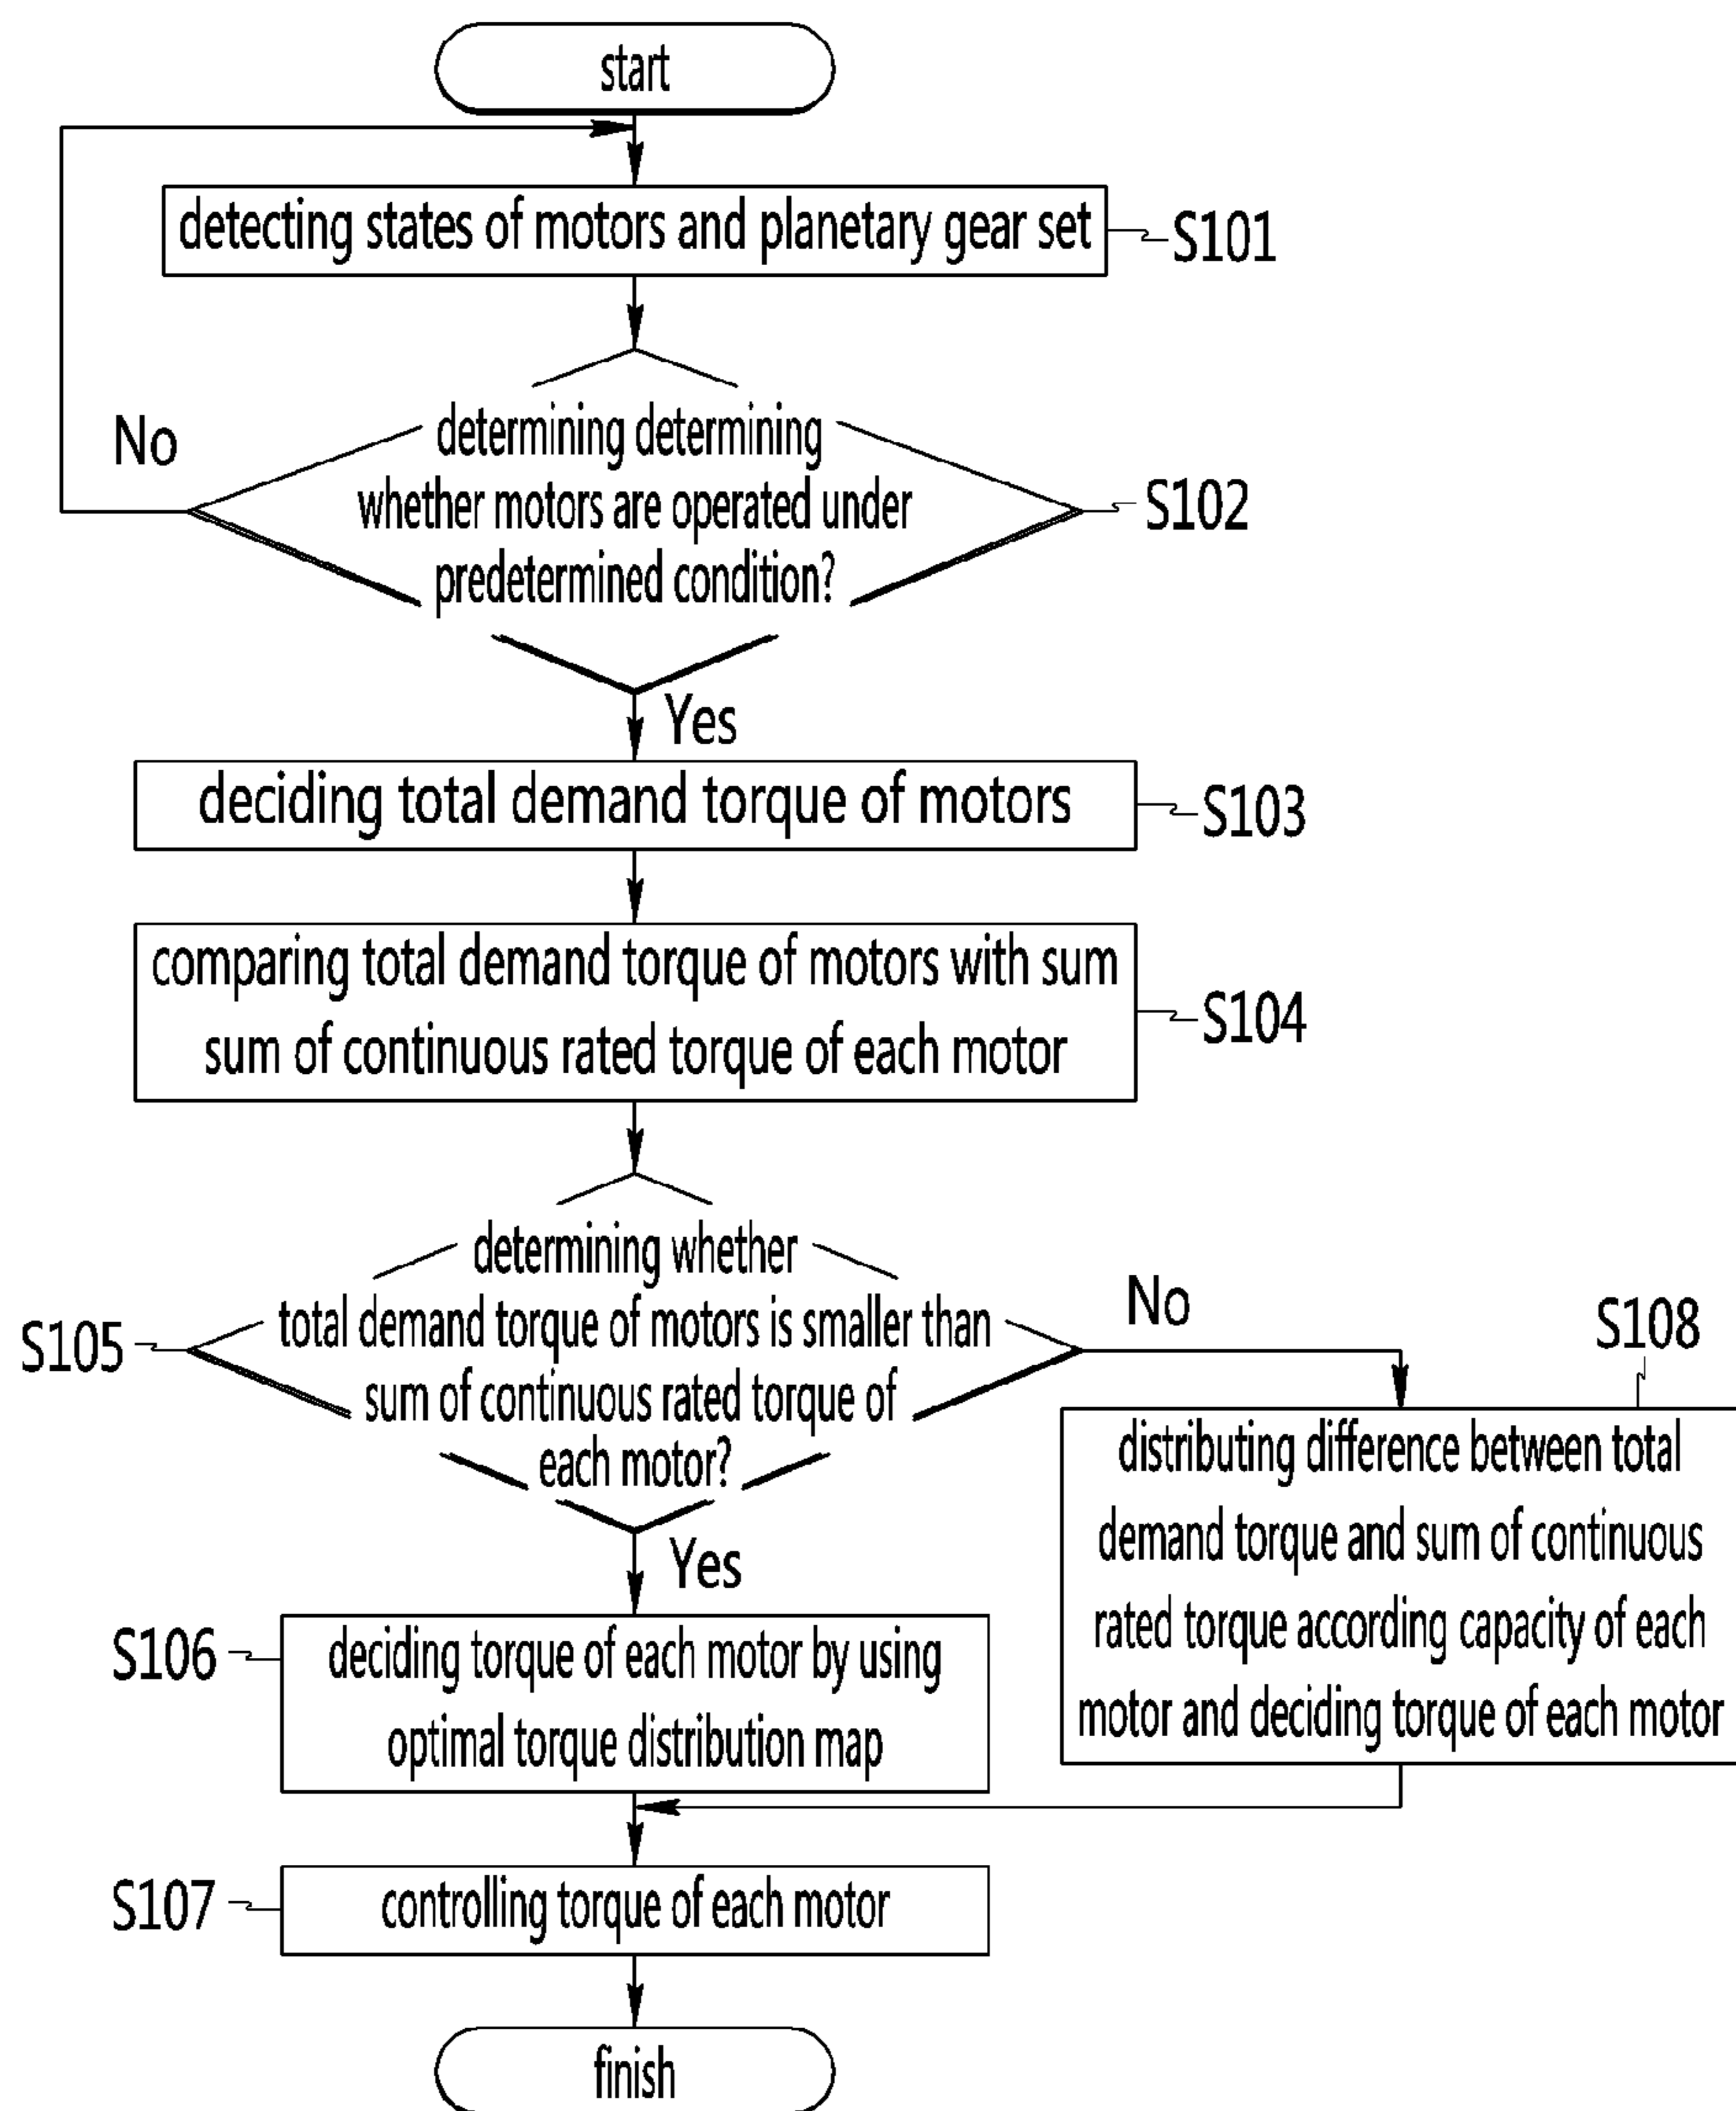 start
detecting states of motors and planetary gear set
S101
No
determining determining
whether motors are operated under
predetermined condition?
S102
Yes
deciding total demand torque of motors
S103
comparing total demand torque of motors with sum
sum of continuous rated torque of each motor
S104
determining whether
total demand torque of motors is smaller than
sum of continuous rated torque of
each motor?
S105
No
S108
distributing difference between total
demand torque and sum of continuous
rated torque according capacity of each
motor and deciding torque of each motor
Yes
S106
deciding torque of each motor by using
optimal torque distribution map
S107
controlling torque of each motor
finish